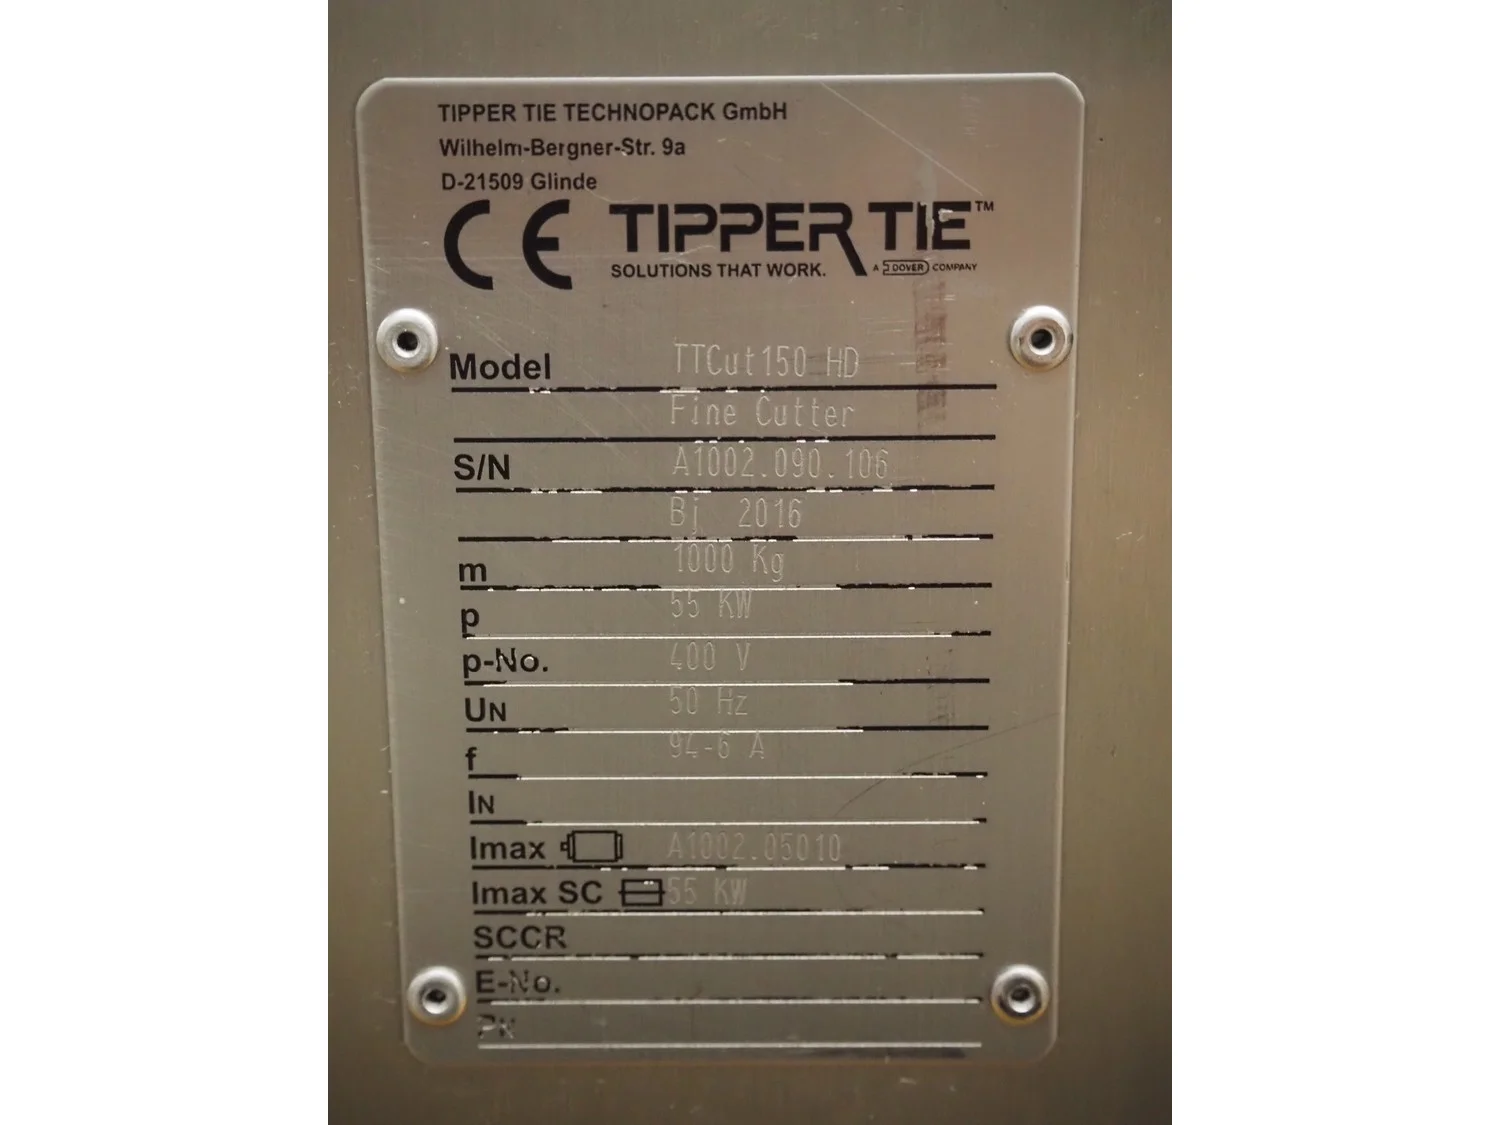 TIPPER TIE TECHNOPACK GmbH
Wilhelm-Bergner-Str. 9a
D-21509 Glinde
CE TIPPER TIE™
SOLUTIONS THAT WORK. A DOVER COMPANY
Model TTCut150 HD
Fine Cutter
S/N A1002.090.106
Bj 2016
m 1000 Kg
p 55 KW
p-No. 400 V
UN 50 Hz
f 94-6 A
IN
Imax A1002.05010
Imax SC 55 KW
SCCR
E-No.
PN